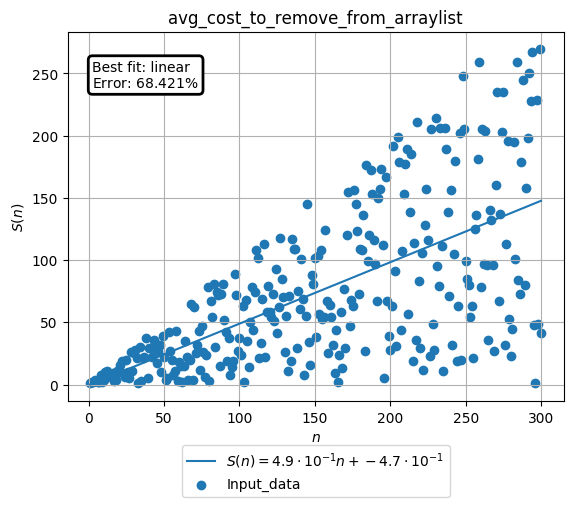 avg_cost_to_remove_from_arraylist
Best fit: linear
Error: 68.421%
250
200
150
100
50
0
S(n)
0 50 100 150 200 250 300
n
S(n) = 4.9 · 10⁻¹n + −4.7 · 10⁻¹
Input_data